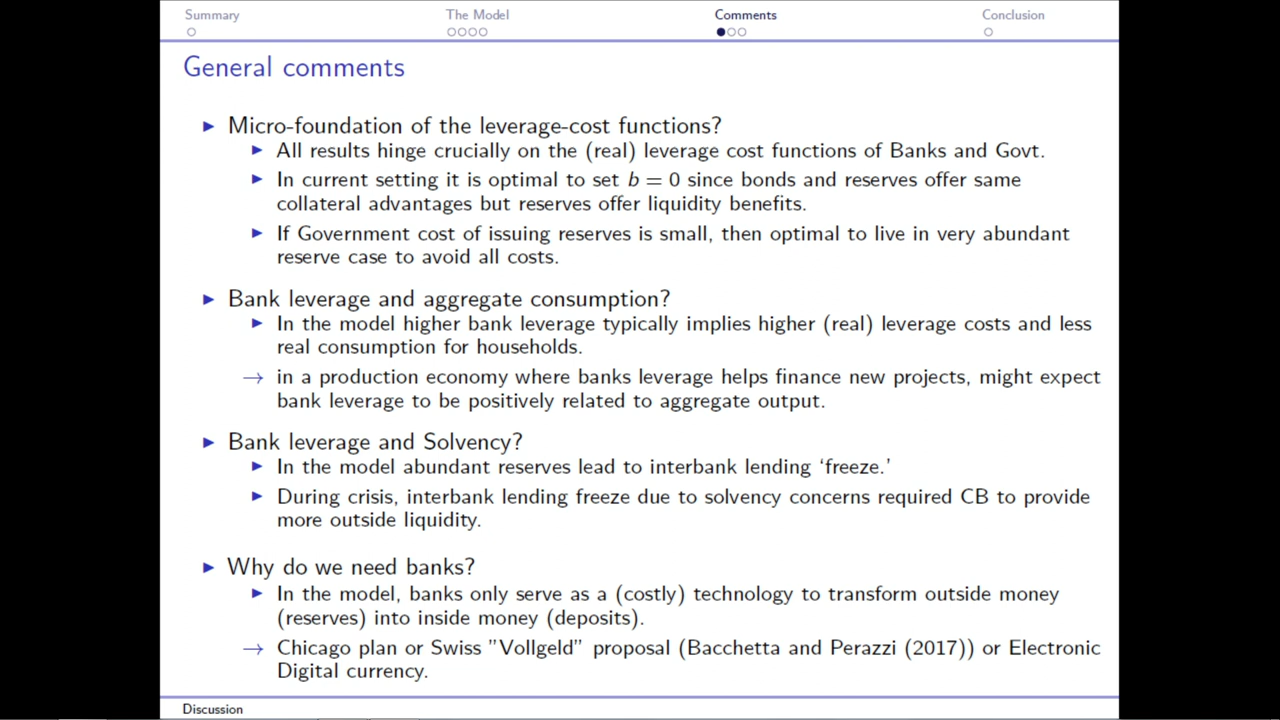 Summary
The Model
Comments
Conclusion
General comments
Micro-foundation of the leverage-cost functions?
All results hinge crucially on the (real) leverage cost functions of Banks and Govt.
In current setting it is optimal to set b = 0 since bonds and reserves offer same
collateral advantages but reserves offer liquidity benefits.
If Government cost of issuing reserves is small, then optimal to live in very abundant
reserve case to avoid all costs.
Bank leverage and aggregate consumption?
In the model higher bank leverage typically implies higher (real) leverage costs and less
real consumption for households.
→ in a production economy where banks leverage helps finance new projects, might expect
bank leverage to be positively related to aggregate output.
Bank leverage and Solvency?
In the model abundant reserves lead to interbank lending ‘freeze.’
During crisis, interbank lending freeze due to solvency concerns required CB to provide
more outside liquidity.
Why do we need banks?
In the model, banks only serve as a (costly) technology to transform outside money
(reserves) into inside money (deposits).
→ Chicago plan or Swiss ”Vollgeld” proposal (Bacchetta and Perazzi (2017)) or Electronic
Digital currency.
Discussion